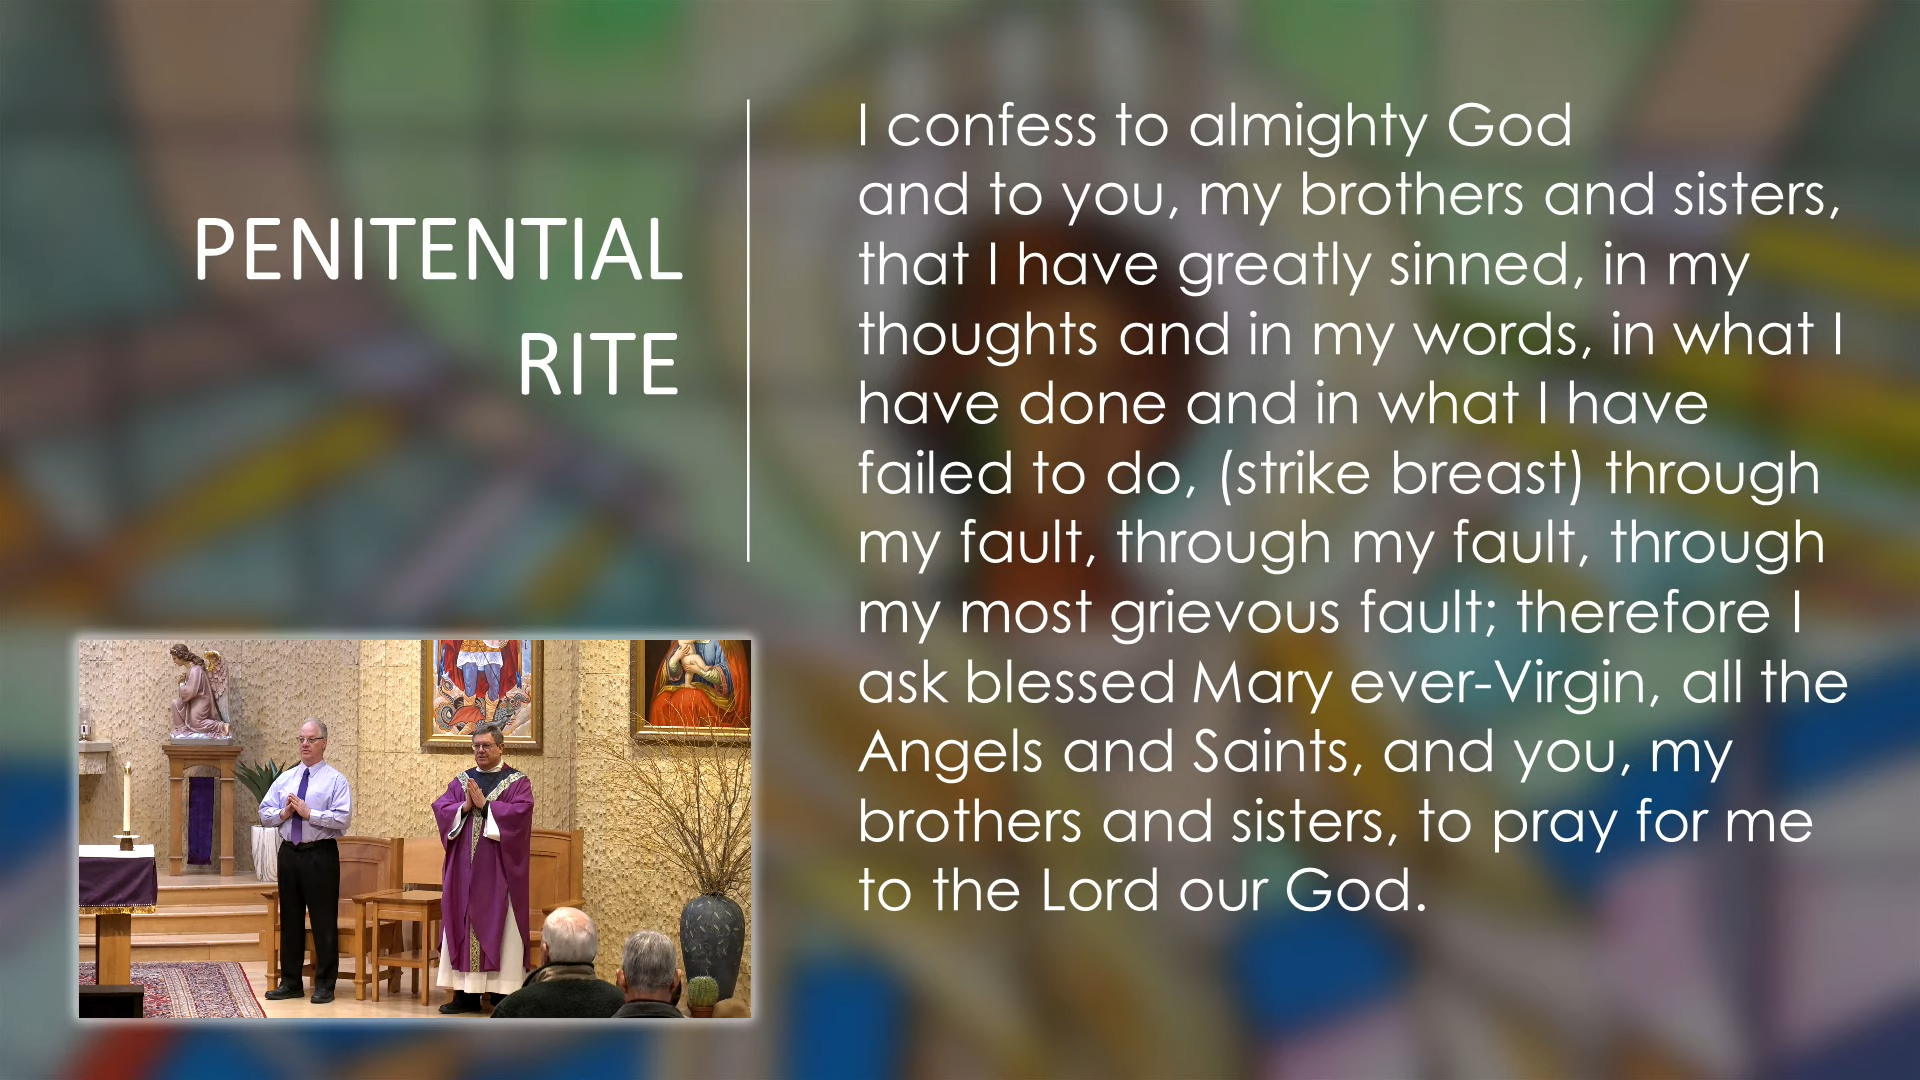 PENITENTIAL
RITE
I confess to almighty God
and to you, my brothers and sisters,
that I have greatly sinned, in my
thoughts and in my words, in what I
have done and in what I have
failed to do, (strike breast) through
my fault, through my fault, through
my most grievous fault; therefore I
ask blessed Mary ever-Virgin, all the
Angels and Saints, and you, my
brothers and sisters, to pray for me
to the Lord our God.